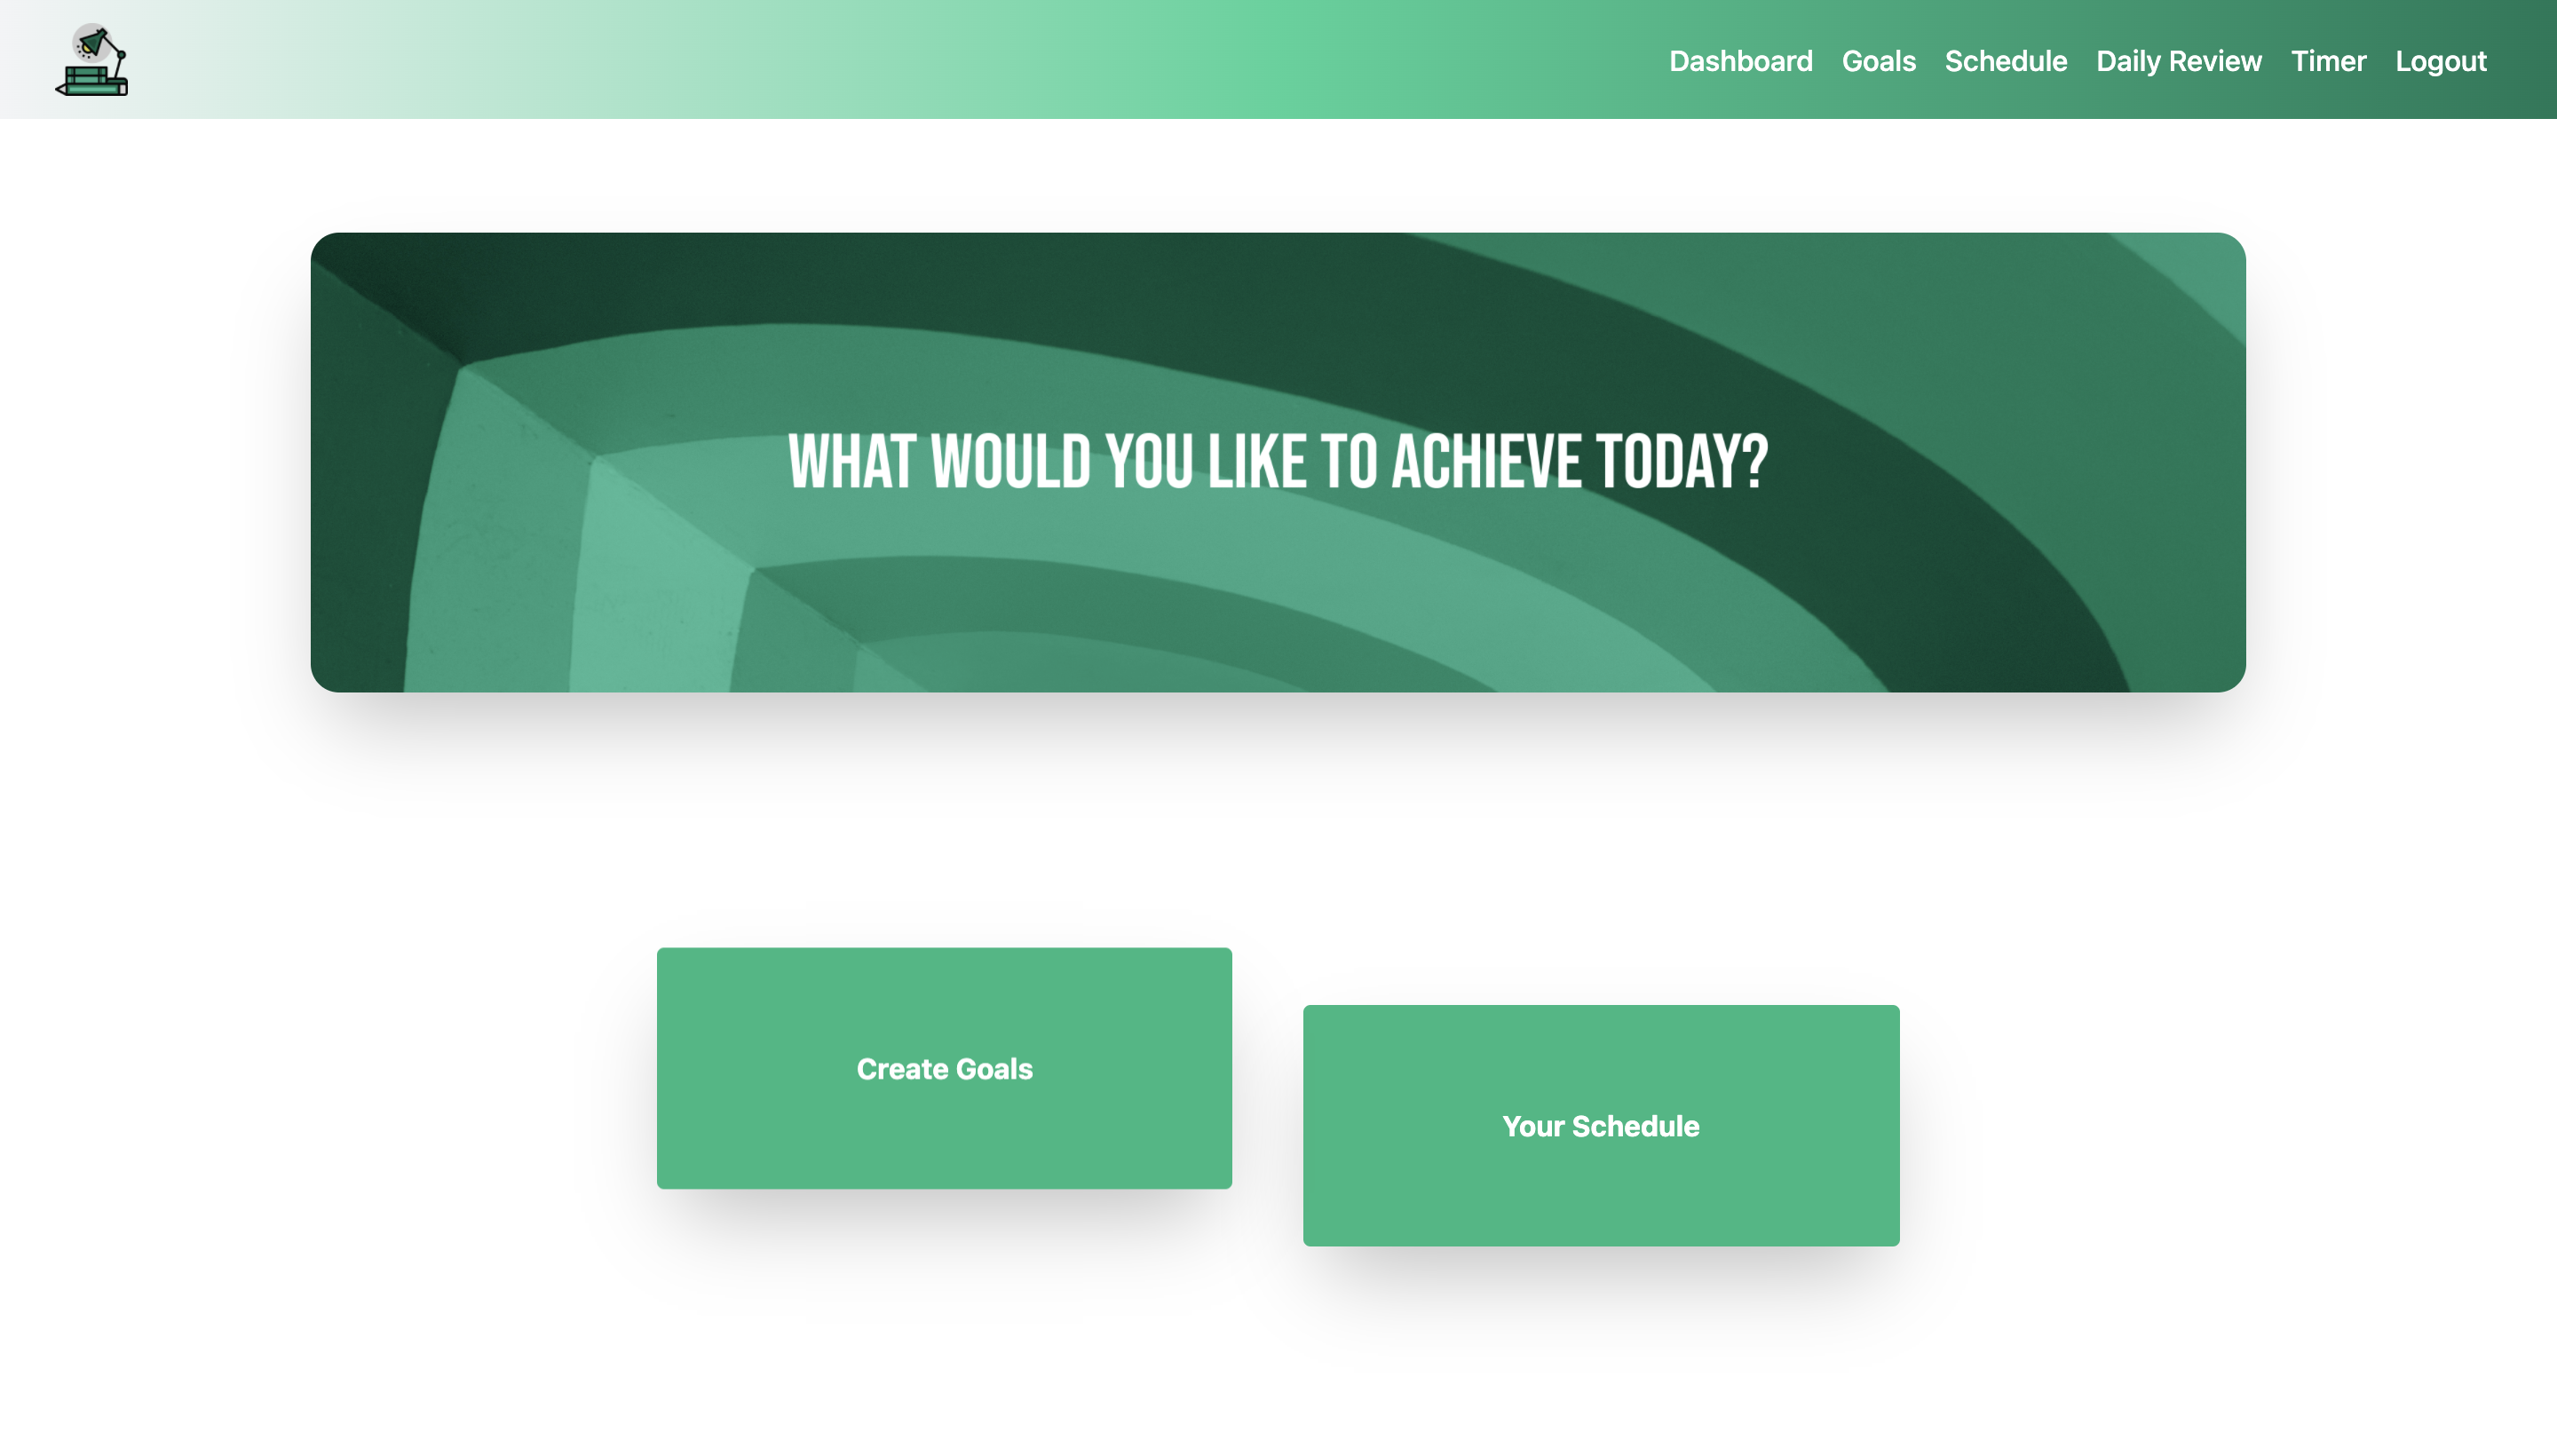 Dashboard Goals Schedule Daily Review Timer Logout
WHAT WOULD YOU LIKE TO ACHIEVE TODAY?
Create Goals
Your Schedule